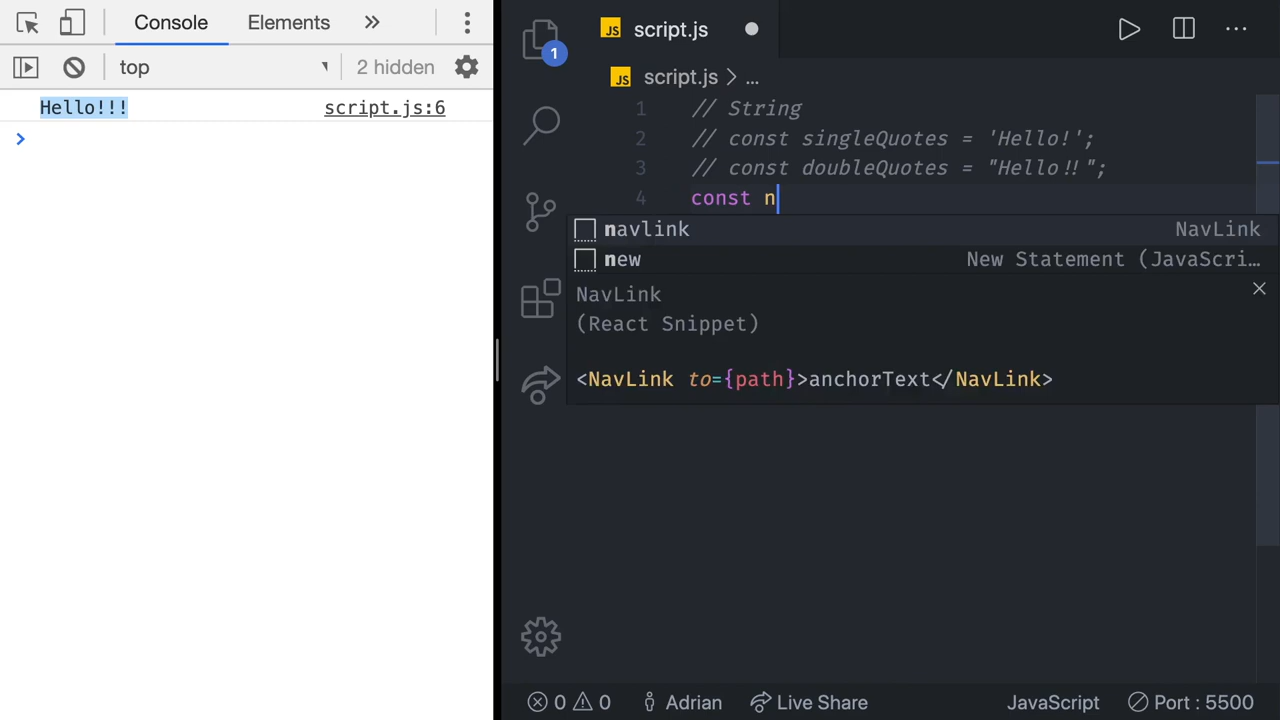 Console
Elements
top
2 hidden
Hello!!!
script.js:6
1
script.js
script.js > ...
1 // String
2 // const singleQuotes = 'Hello!';
3 // const doubleQuotes = "Hello!!";
4 const n
navlink NavLink
new New Statement (JavaScri...
NavLink
(React Snippet)
<NavLink to={path}>anchorText</NavLink>
0 0 Adrian Live Share JavaScript Port : 5500